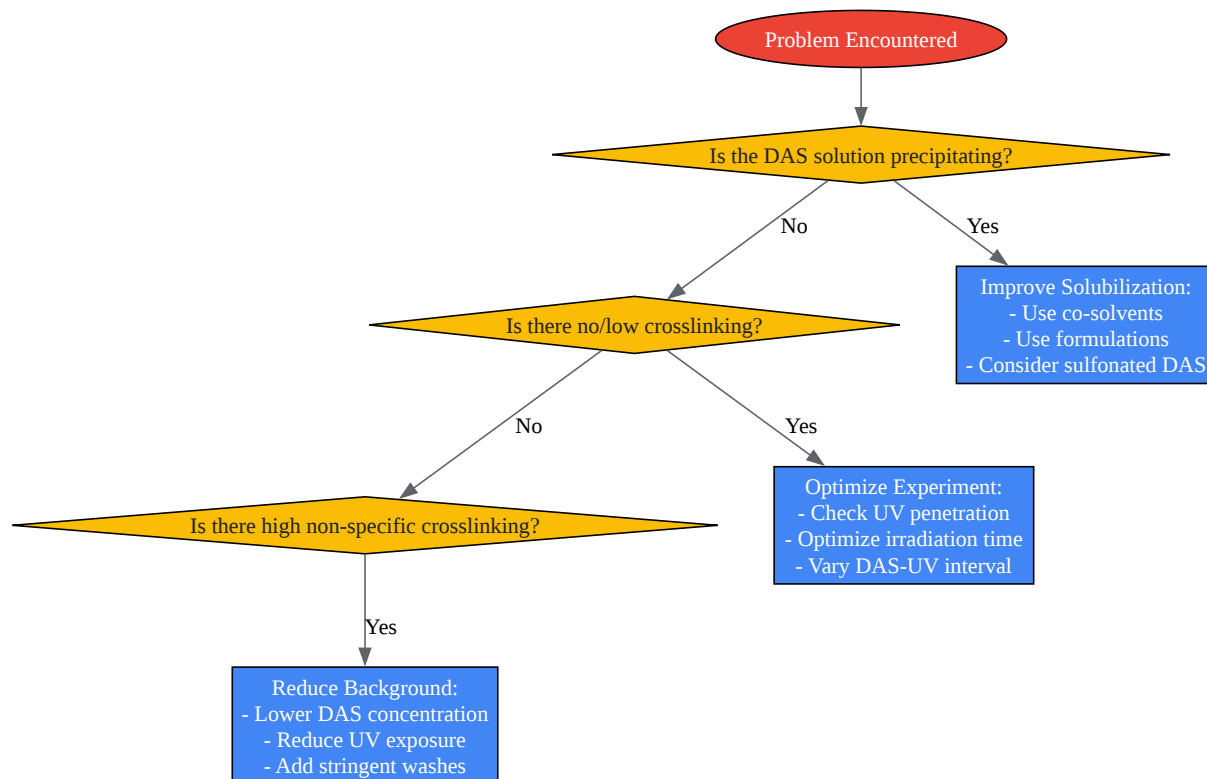 Problem Encountered
Is the DAS solution precipitating?
No
Yes
Improve Solubilization:
- Use co-solvents
- Use formulations
- Consider sulfonated DAS
Is there no/low crosslinking?
No
Yes
Optimize Experiment:
- Check UV penetration
- Optimize irradiation time
- Vary DAS-UV interval
Is there high non-specific crosslinking?
Yes
Reduce Background:
- Lower DAS concentration
- Reduce UV exposure
- Add stringent washes